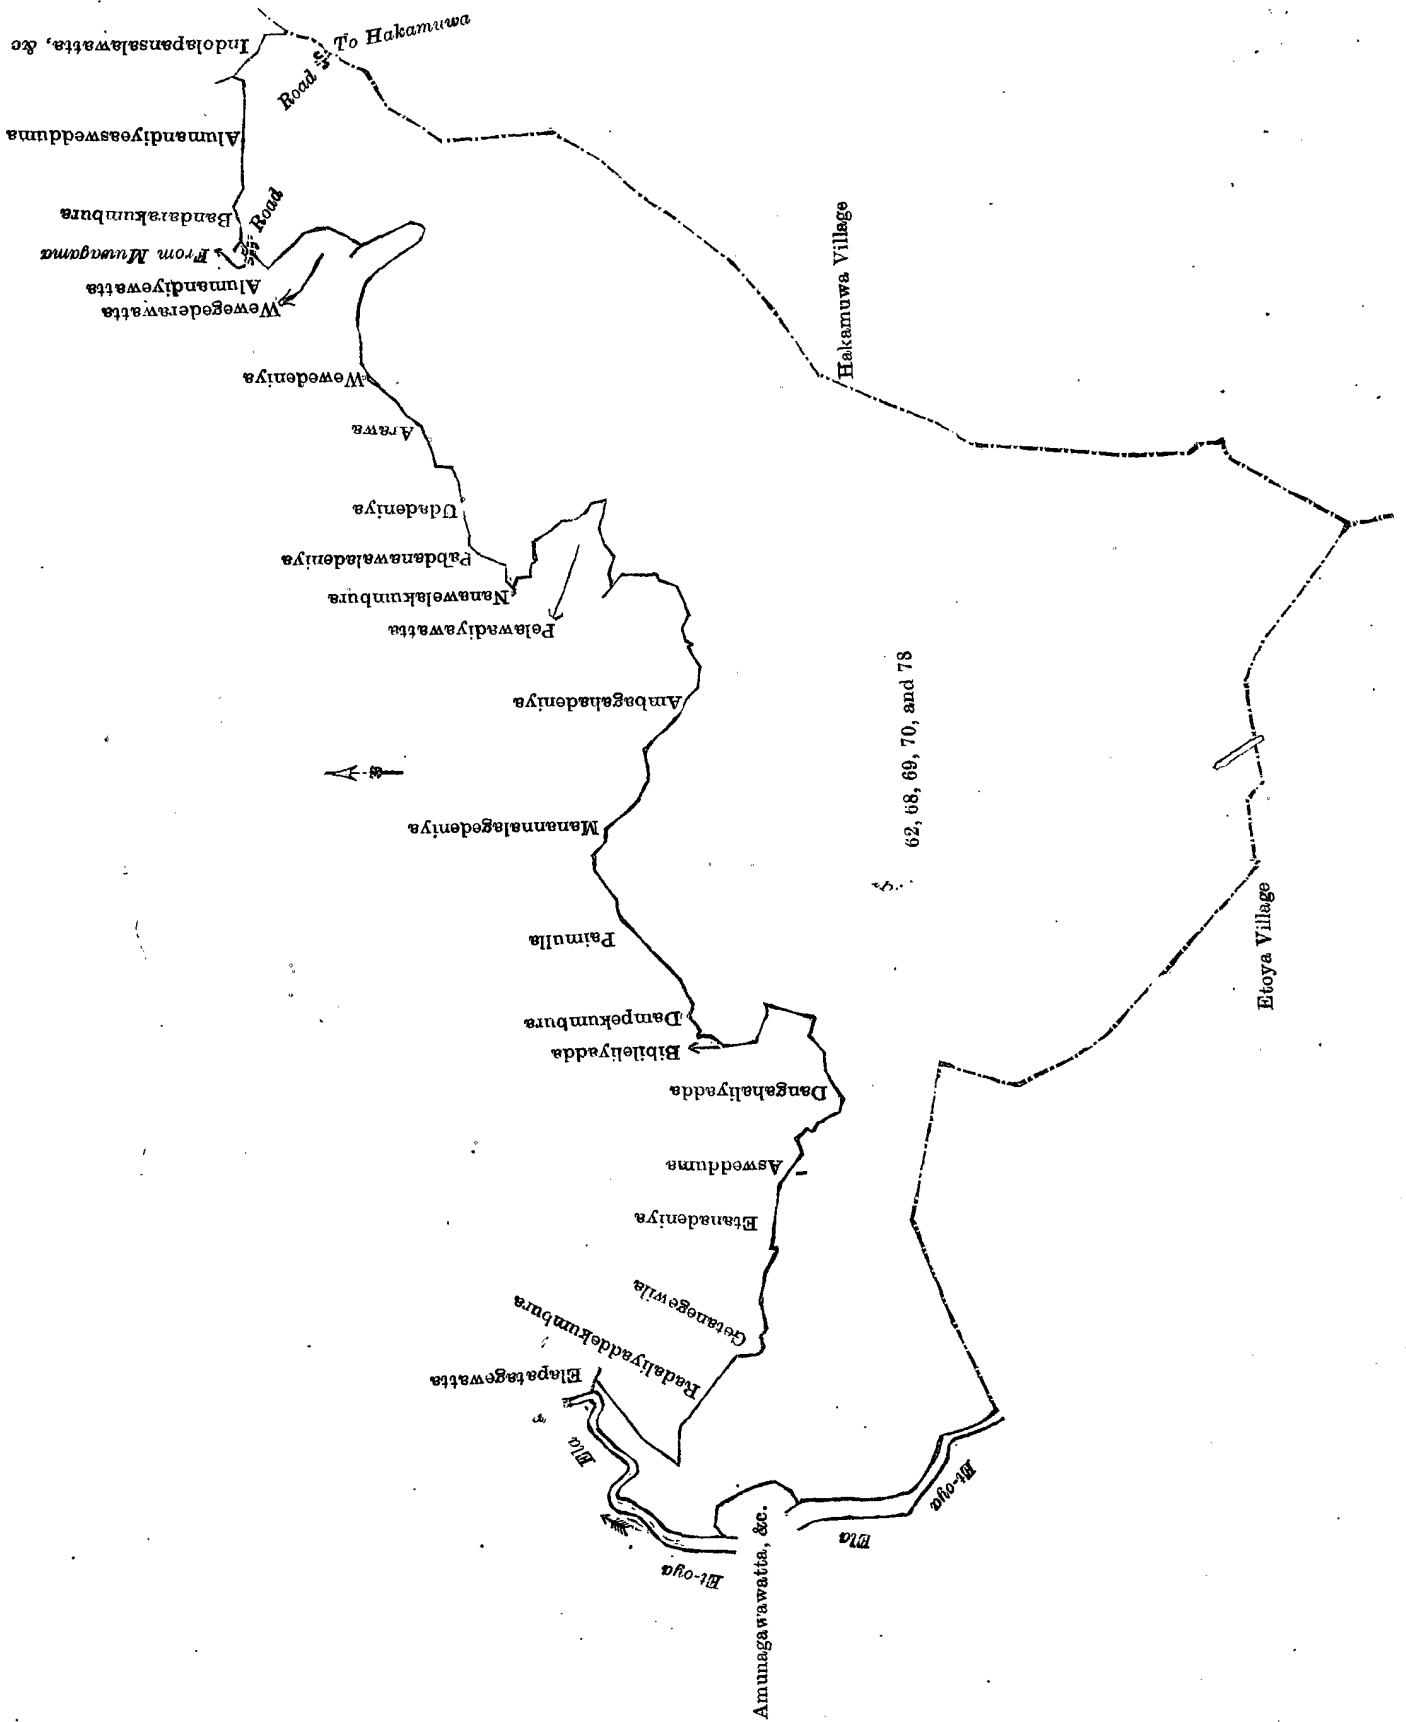 Indolapansalawatta, &c
To Hakamuwa
Road
Alumandiyeaswedduma
Bandarakumbura
Road
From Muwagama
Alumandiyewatta
Wewegederawatta
Wewedeniya
Arawa
Udadeniya
Pabdanawaladeniya
Nanawelakumbura
Pelawadiyawatta
Ambagahadeniya
Manannalagedeniya
Paimulla
Dampekumbura
Bibileliyadda
Dangahaliyadda
Aswedduma
Etanadeniya
Getanegewila
Radaliyaddekumbura
Elapatagewatta
Ela
Et-oya
Amunagawawatta, &c.
Ela
Et-oya
Hakamuwa Village
62, 68, 69, 70, and 78
Etoya Village